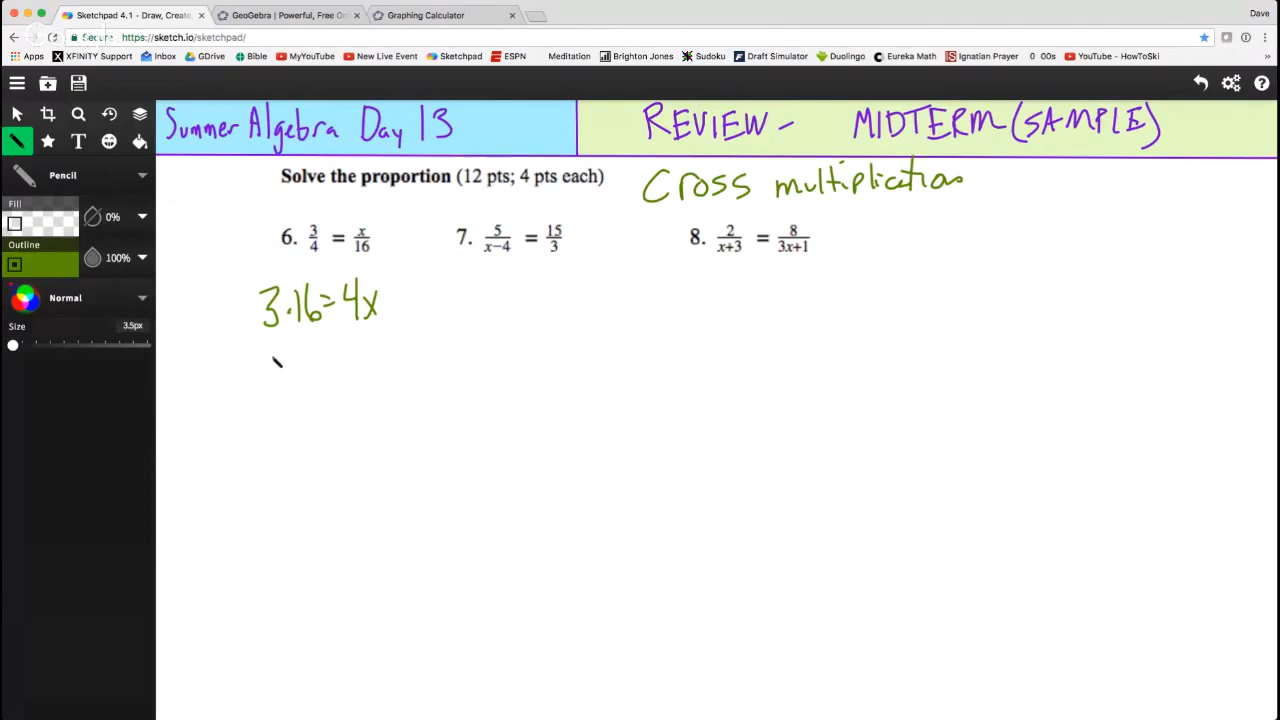 Sketchpad 4.1 - Draw, Create, GeoGebra | Powerful, Free On Graphing Calculator Dave
Secure https://sketch.io/sketchpad/
Apps XFINITY Support Inbox GDrive Bible MyYouTube New Live Event Sketchpad ESPN Meditation Brighton Jones Sudoku Draft Simulator Duolingo Eureka Math Ignatian Prayer 0 00s YouTube - HowToSki »
Summer Algebra Day 13 REVIEW - MIDTERM (SAMPLE)
Pencil
Fill
0%
Outline
100%
Normal
Size 3.5px
Solve the proportion (12 pts; 4 pts each) Cross multiplication
6. 3/4 = x/16 7. 5/(x−4) = 15/3 8. 2/(x+3) = 8/(3x+1)
3·16=4x